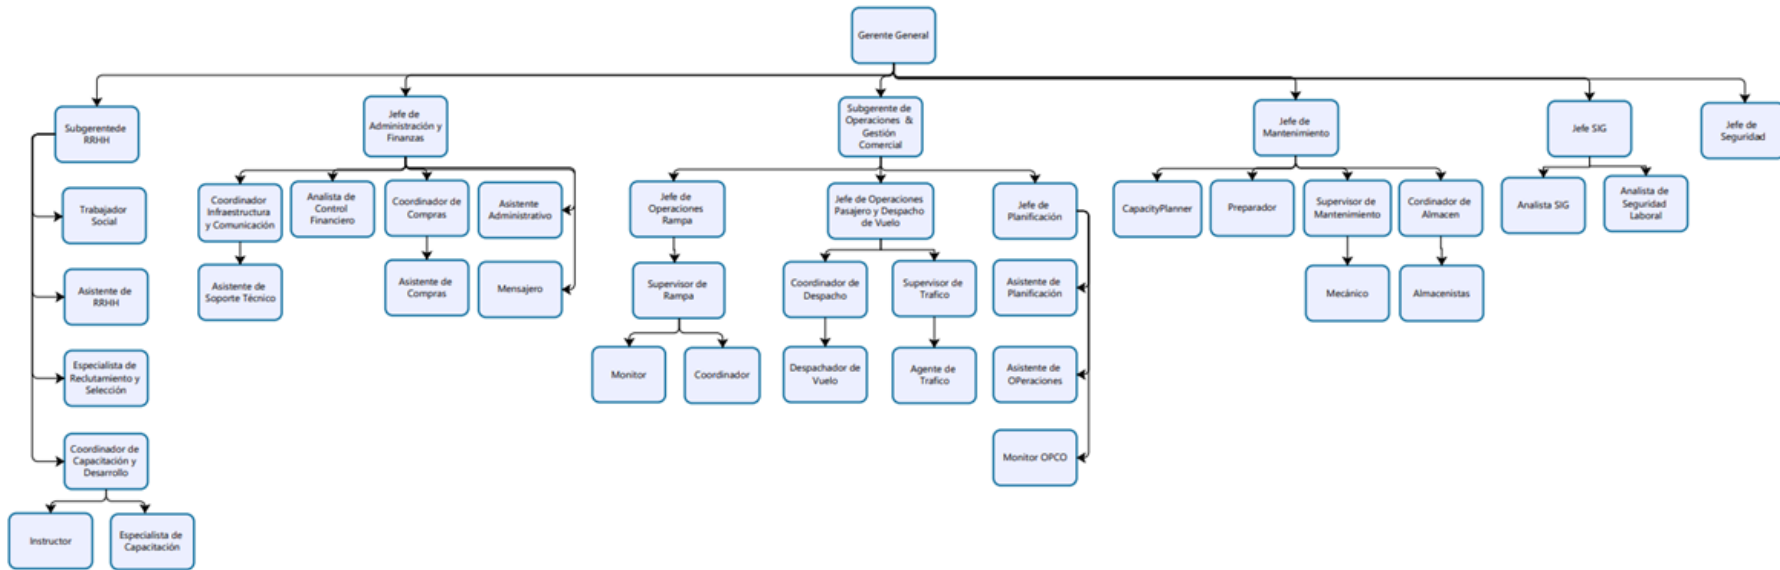 Gerente General
Subgerentede
RRHH
Jefe de
Administración y
Finanzas
Subgerente de
Operaciones &
Gestión
Comercial
Jefe de
Mantenimiento
Jefe SIG
Jefe de
Seguridad
Trabajador
Social
Asistente de
RRHH
Especialista de
Reclutamiento y
Selección
Coordinador de
Capacitación y
Desarrollo
Instructor
Especialista de
Capacitación
Coordinador
Infraestructura
y Comunicación
Analista de
Control
Financiero
Coordinador de
Compras
Asistente
Administrativo
Asistente de
Soporte Técnico
Asistente de
Compras
Mensajero
Jefe de
Operaciones
Rampa
Jefe de Operaciones
Pasajero y Despacho
de Vuelo
Jefe de
Planificación
Supervisor de
Rampa
Coordinador de
Despacho
Supervisor de
Trafico
Asistente de
Planificación
Monitor
Coordinador
Despachador de
Vuelo
Agente de
Trafico
Asistente de
OPeraciones
Monitor OPCO
CapacityPlanner
Preparador
Supervisor de
Mantenimiento
Cordinador de
Almacen
Mecánico
Almacenistas
Analista SIG
Analista de
Seguridad
Laboral